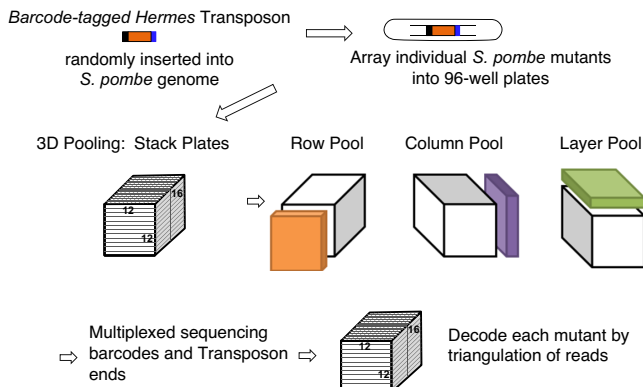 Barcode-tagged Hermes Transposon
randomly inserted into
S. pombe genome
Array individual S. pombe mutants
into 96-well plates
3D Pooling: Stack Plates
Row Pool
Column Pool
Layer Pool
12
16
12
Multiplexed sequencing
barcodes and Transposon
ends
12
16
12
Decode each mutant by
triangulation of reads